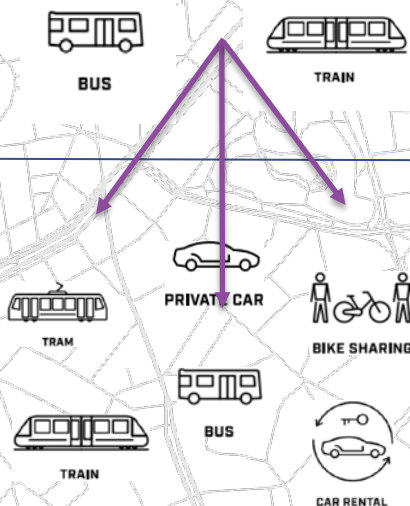 BUS
TRAIN
PRIVATE CAR
TRAM
BIKE SHARING
BUS
TRAIN
CAR RENTAL